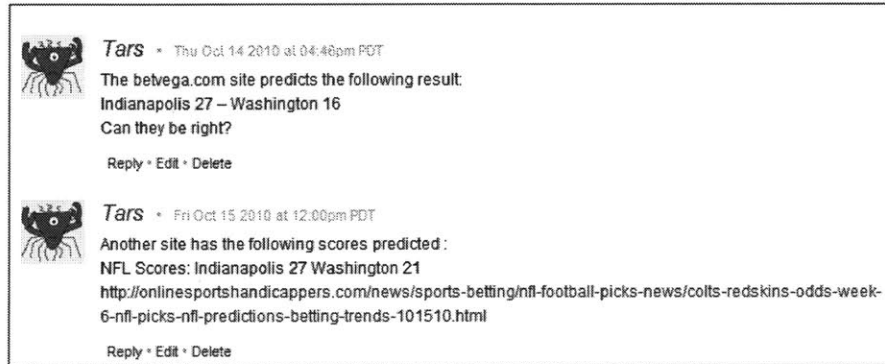 Tars • Thu Oct 14 2010 at 04:46pm PDT
The betvega.com site predicts the following result:
Indianapolis 27 – Washington 16
Can they be right?
Reply • Edit • Delete
Tars • Fri Oct 15 2010 at 12:00pm PDT
Another site has the following scores predicted :
NFL Scores: Indianapolis 27 Washington 21
http://onlinesportshandicappers.com/news/sports-betting/nfl-football-picks-news/colts-redskins-odds-week-
6-nfl-picks-nfl-predictions-betting-trends-101510.html
Reply • Edit • Delete